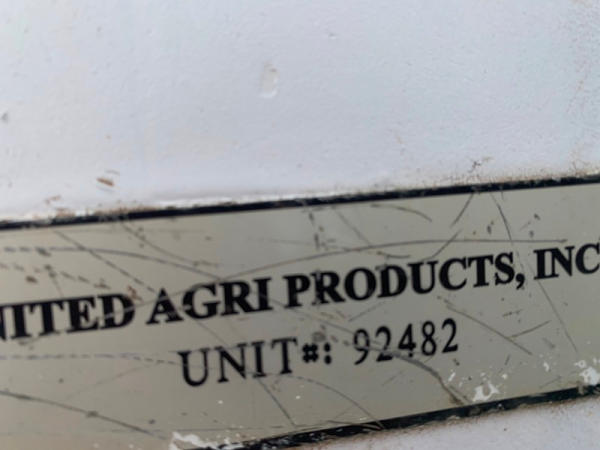 NITED AGRI PRODUCTS, INC
UNIT#: 92482